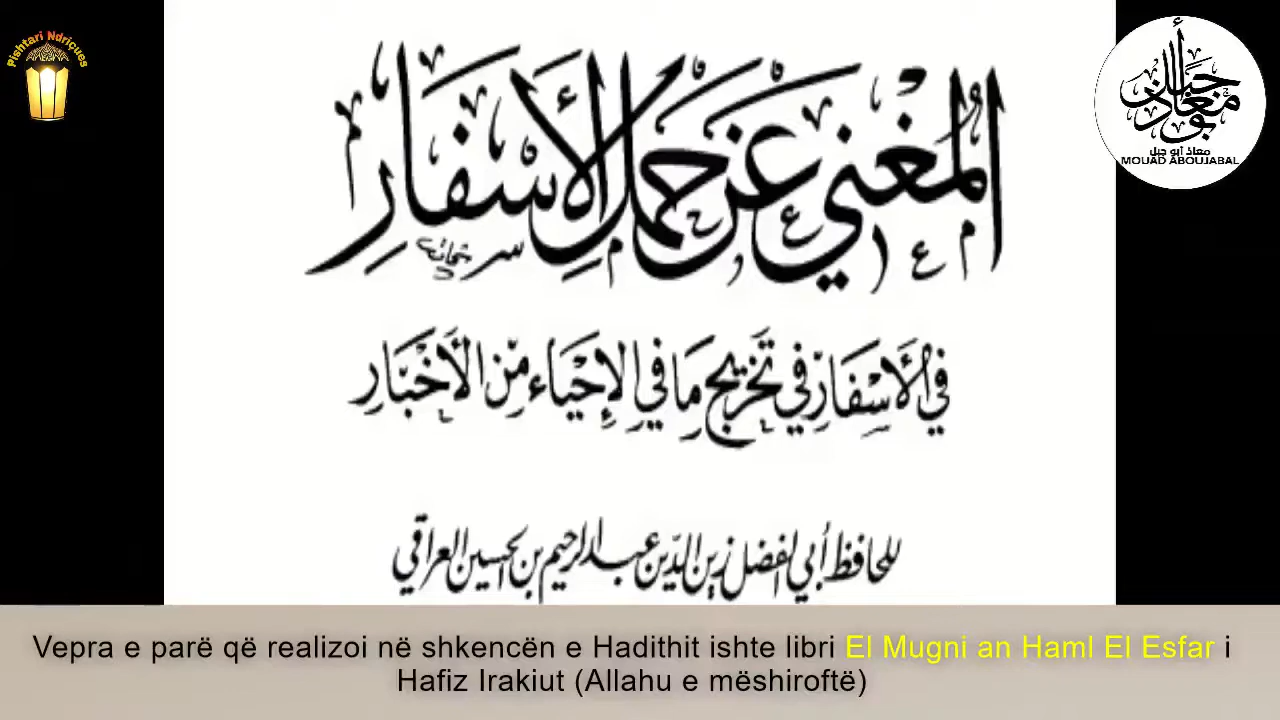 Pishtari Ndriçues
معاذ أبو جبل
MOUAD ABOUJABAL
المغني عن حمل الأسفار
في الأسفار في تخريج ما في الإحياء من الأخبار
للحافظ أبي الفضل زين الدين عبد الرحيم بن الحسين العراقي
Vepra e parë që realizoi në shkencën e Hadithit ishte libri El Mugni an Haml El Esfar i
Hafiz Irakiut (Allahu e mëshiroftë)